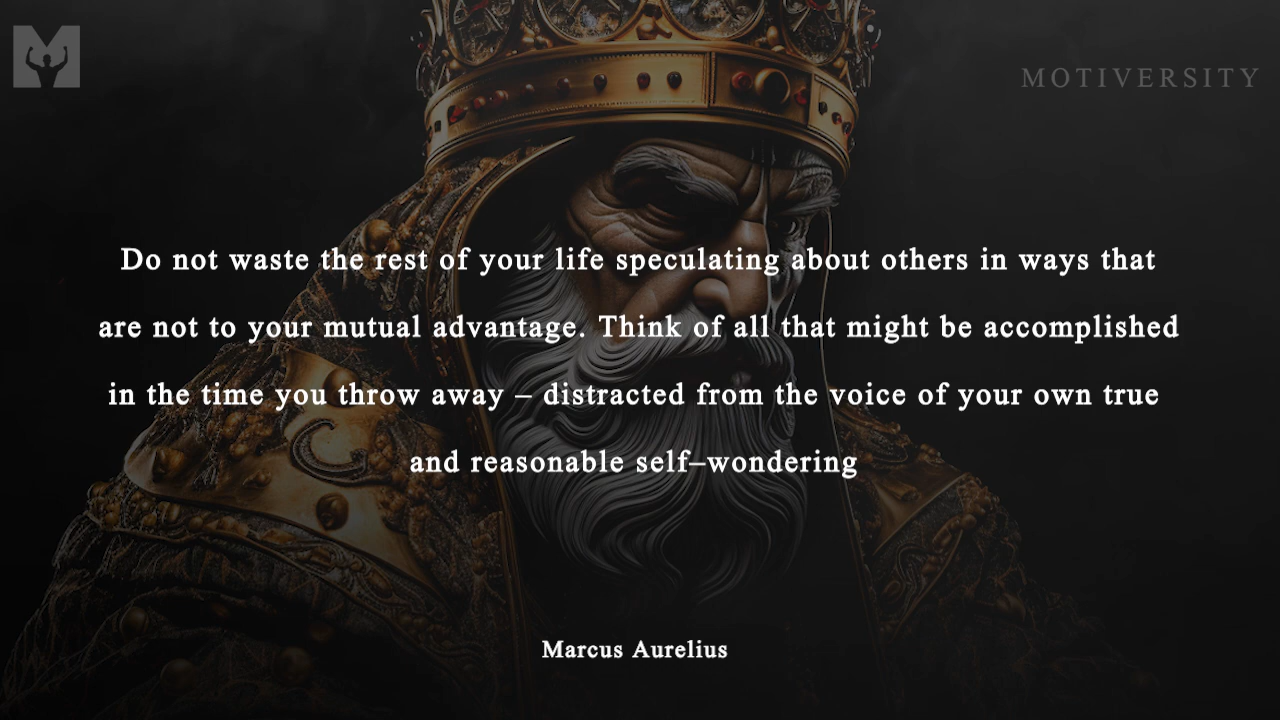 MOTIVERSITY
Do not waste the rest of your life speculating about others in ways that
are not to your mutual advantage. Think of all that might be accomplished
in the time you throw away – distracted from the voice of your own true
and reasonable self–wondering
Marcus Aurelius